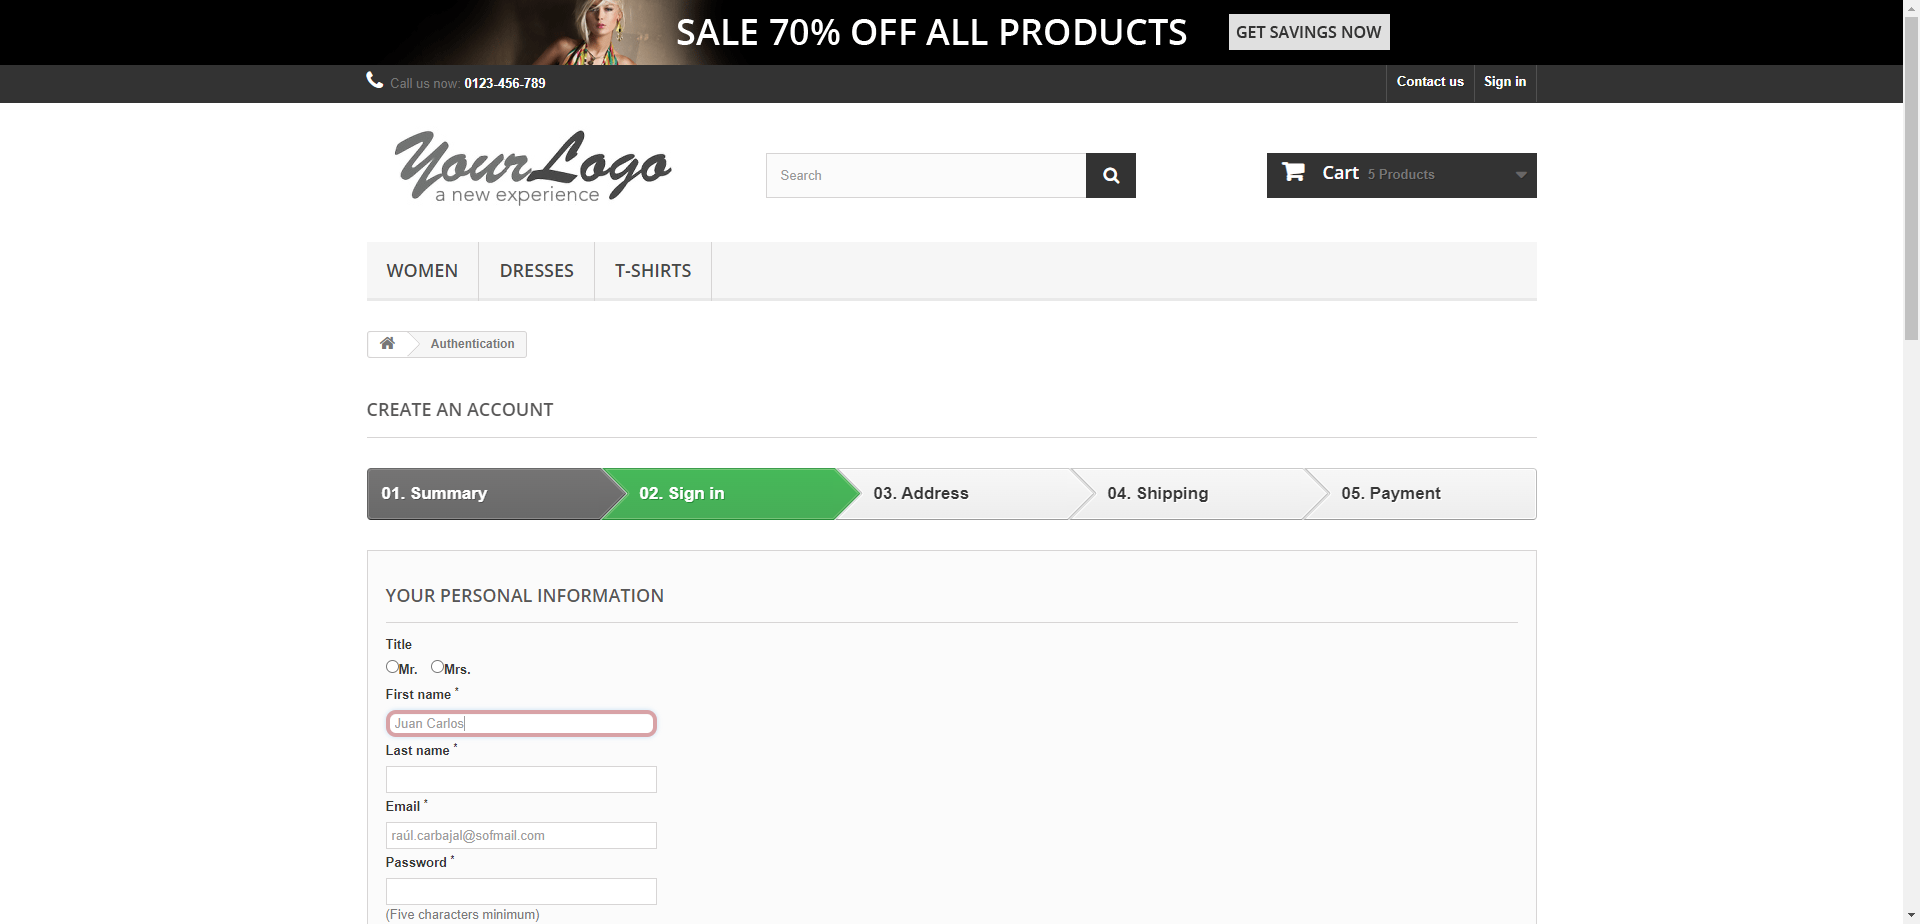 SALE 70% OFF ALL PRODUCTS
GET SAVINGS NOW
Call us now: 0123-456-789
Contact us
Sign in
YourLogo
a new experience
Search
Cart 5 Products
WOMEN
DRESSES
T-SHIRTS
Authentication
CREATE AN ACCOUNT
01. Summary
02. Sign in
03. Address
04. Shipping
05. Payment
YOUR PERSONAL INFORMATION
Title
Mr.
Mrs.
First name *
Juan Carlos
Last name *
Email *
raúl.carbajal@sofmail.com
Password *
(Five characters minimum)